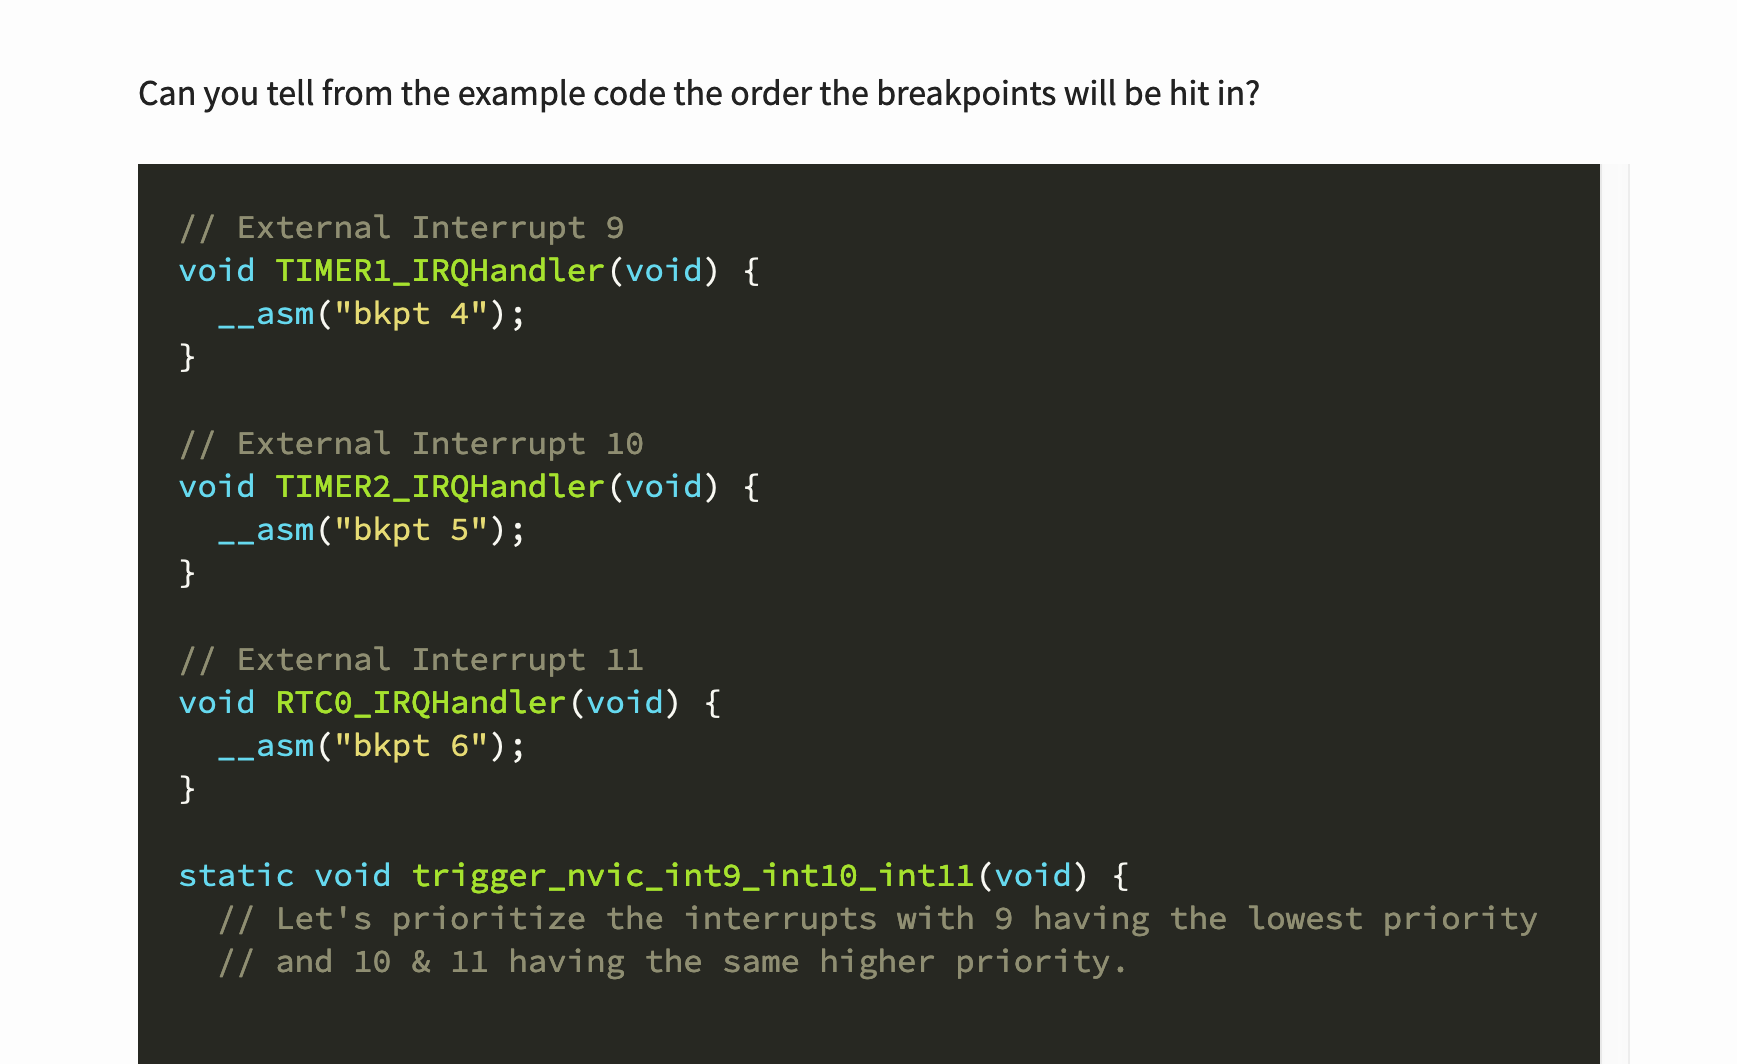 Can you tell from the example code the order the breakpoints will be hit in?
// External Interrupt 9
void TIMER1_IRQHandler(void) {
  __asm("bkpt 4");
}
// External Interrupt 10
void TIMER2_IRQHandler(void) {
  __asm("bkpt 5");
}
// External Interrupt 11
void RTC0_IRQHandler(void) {
  __asm("bkpt 6");
}
static void trigger_nvic_int9_int10_int11(void) {
  // Let's prioritize the interrupts with 9 having the lowest priority
  // and 10 & 11 having the same higher priority.